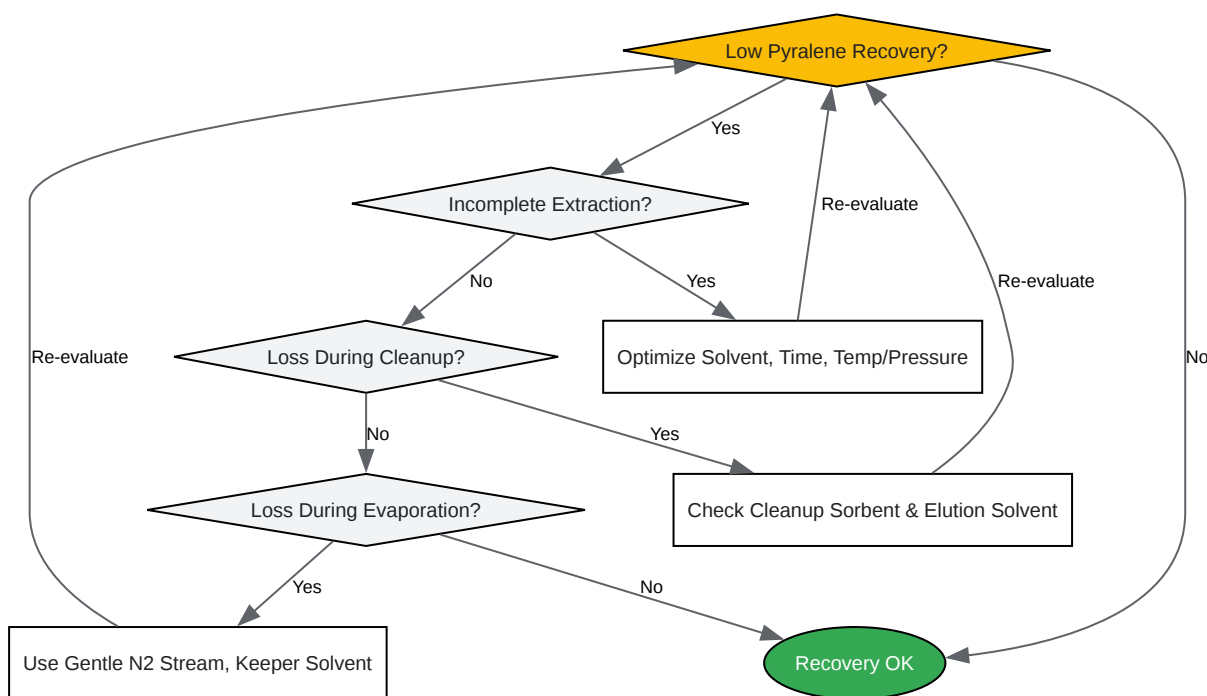 Low Pyralene Recovery?
Yes
Incomplete Extraction?
Re-evaluate
No
Yes
Re-evaluate
Re-evaluate
Loss During Cleanup?
Optimize Solvent, Time, Temp/Pressure
No
No
Yes
Loss During Evaporation?
Check Cleanup Sorbent & Elution Solvent
Yes
No
Use Gentle N2 Stream, Keeper Solvent
Recovery OK